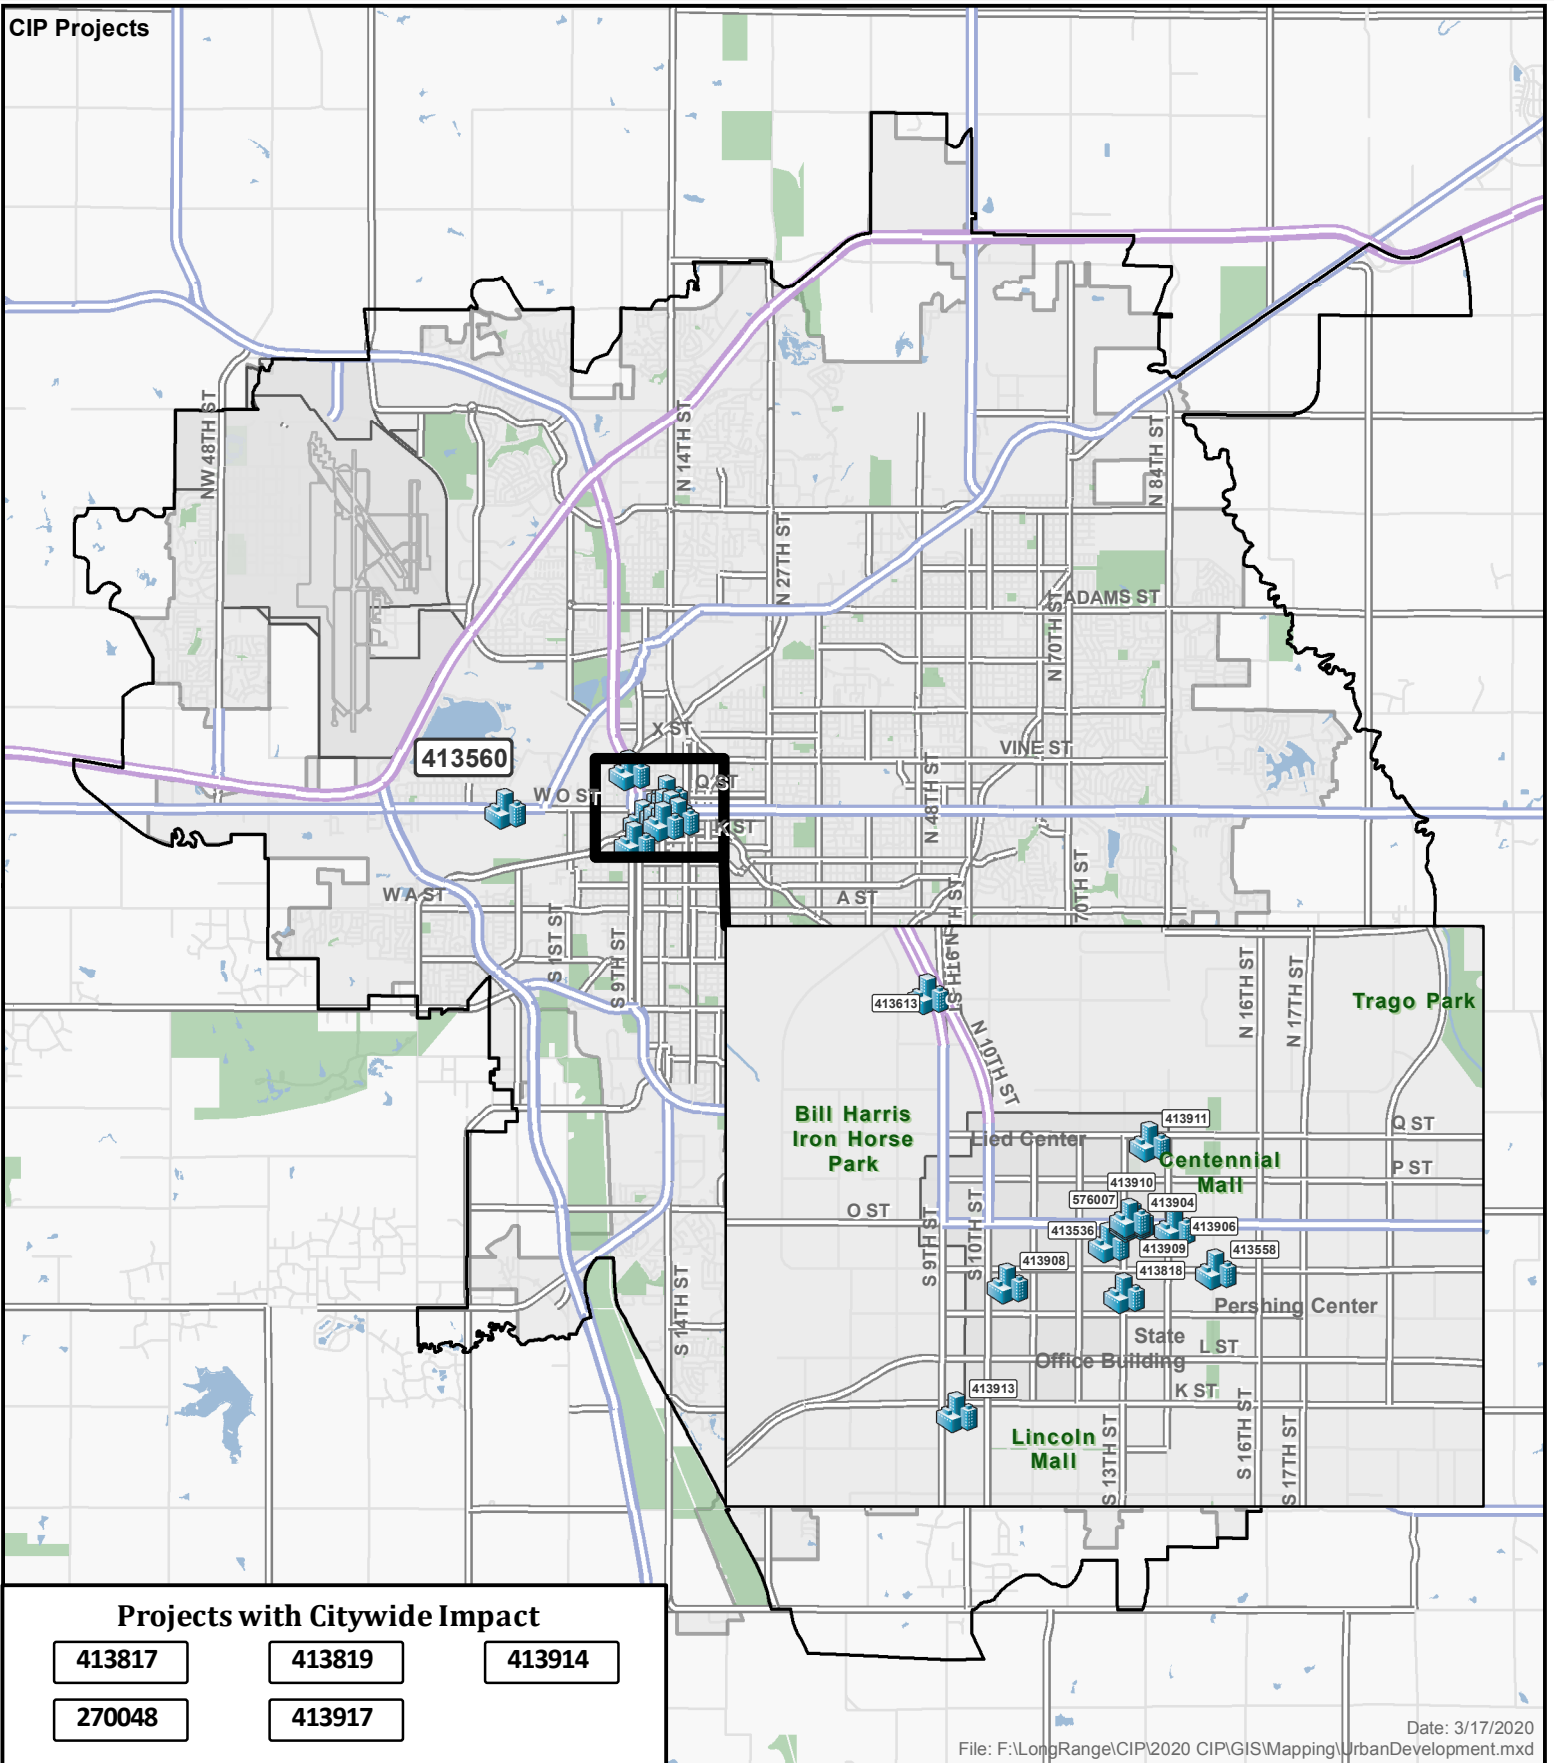 CIP Projects
NW 48TH ST
N 14TH ST
N 84TH ST
N 27TH ST
ADAMS ST
N 70TH ST
X ST
VINE ST
413560
W O ST
Q ST
N 48TH ST
K ST
W A ST
A ST
70TH ST
S 1ST ST
S 9TH ST
S 14TH ST
413613
N 9TH ST
N 10TH ST
N 16TH ST
N 17TH ST
Trago Park
Bill Harris
Iron Horse
Park
Lied Center
413911
Q ST
Centennial
Mall
P ST
413910
576007
413904
O ST
413536
413906
S 9TH ST
S 10TH ST
413909
413558
413908
413818
Pershing Center
State
Office Building
L ST
413913
K ST
Lincoln
Mall
S 13TH ST
S 16TH ST
S 17TH ST
Projects with Citywide Impact
413817
413819
413914
270048
413917
Date: 3/17/2020
File: F:\LongRange\CIP\2020 CIP\GIS\Mapping\UrbanDevelopment.mxd